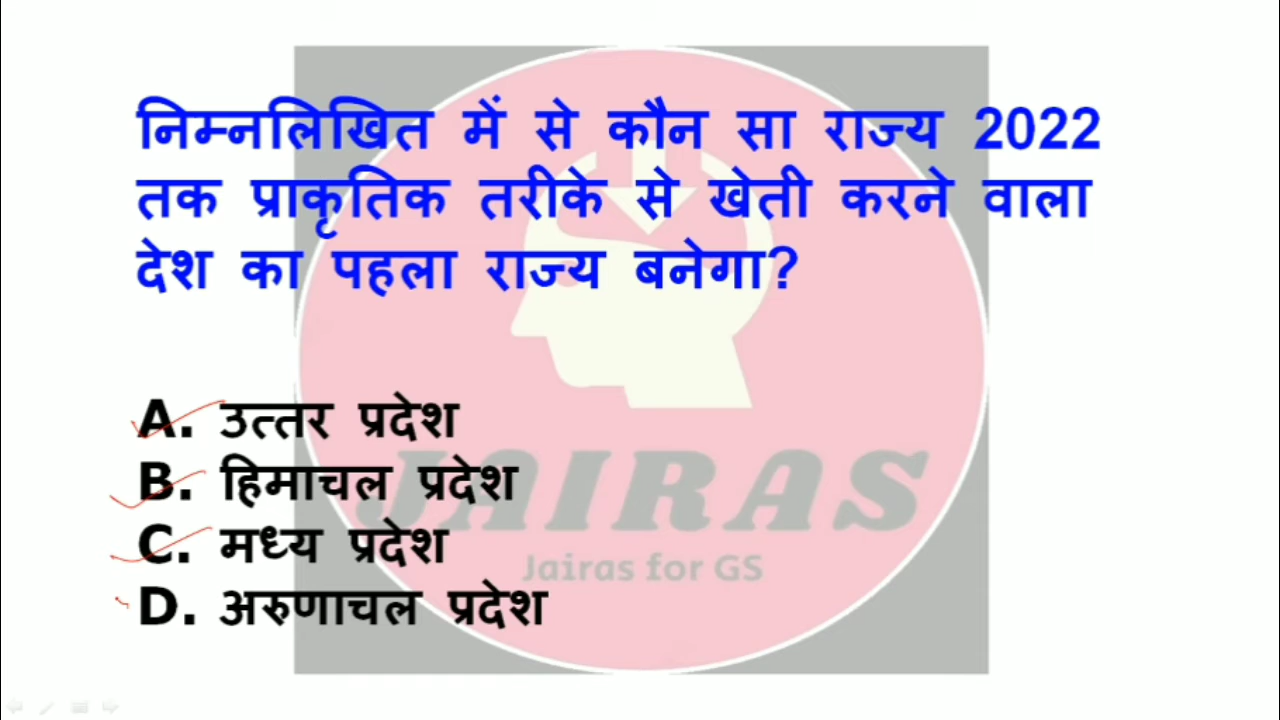 निम्नलिखित में से कौन सा राज्य 2022
तक प्राकृतिक तरीके से खेती करने वाला
देश का पहला राज्य बनेगा?
A. उत्तर प्रदेश
B. हिमाचल प्रदेश
C. मध्य प्रदेश
D. अरुणाचल प्रदेश
JAIRAS
Jairas for GS